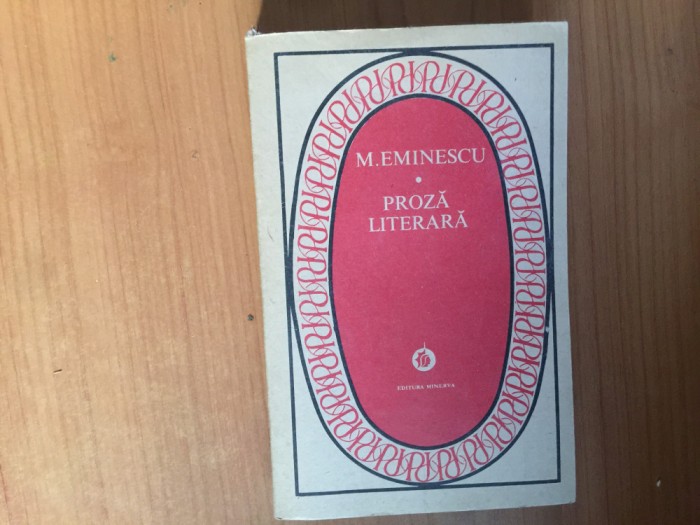 M.EMINESCU
•
PROZĂ
LITERARĂ
EDITURA MINERVA